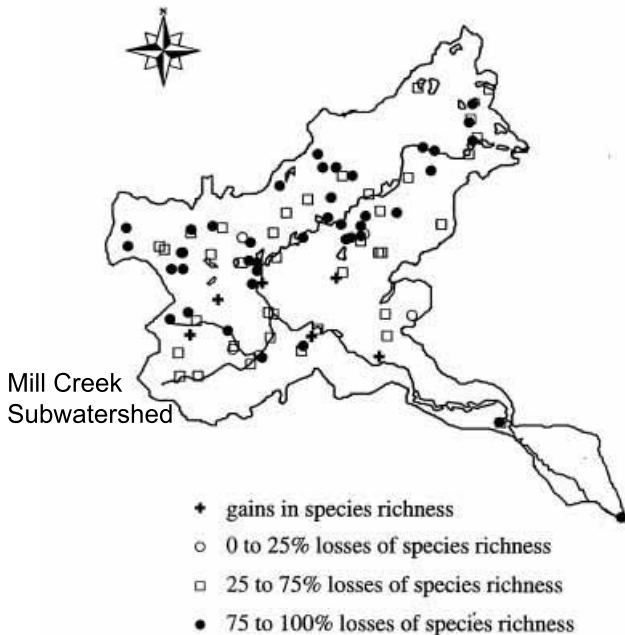 N
Mill Creek
Subwatershed
gains in species richness
0 to 25% losses of species richness
25 to 75% losses of species richness
75 to 100% losses of species richness